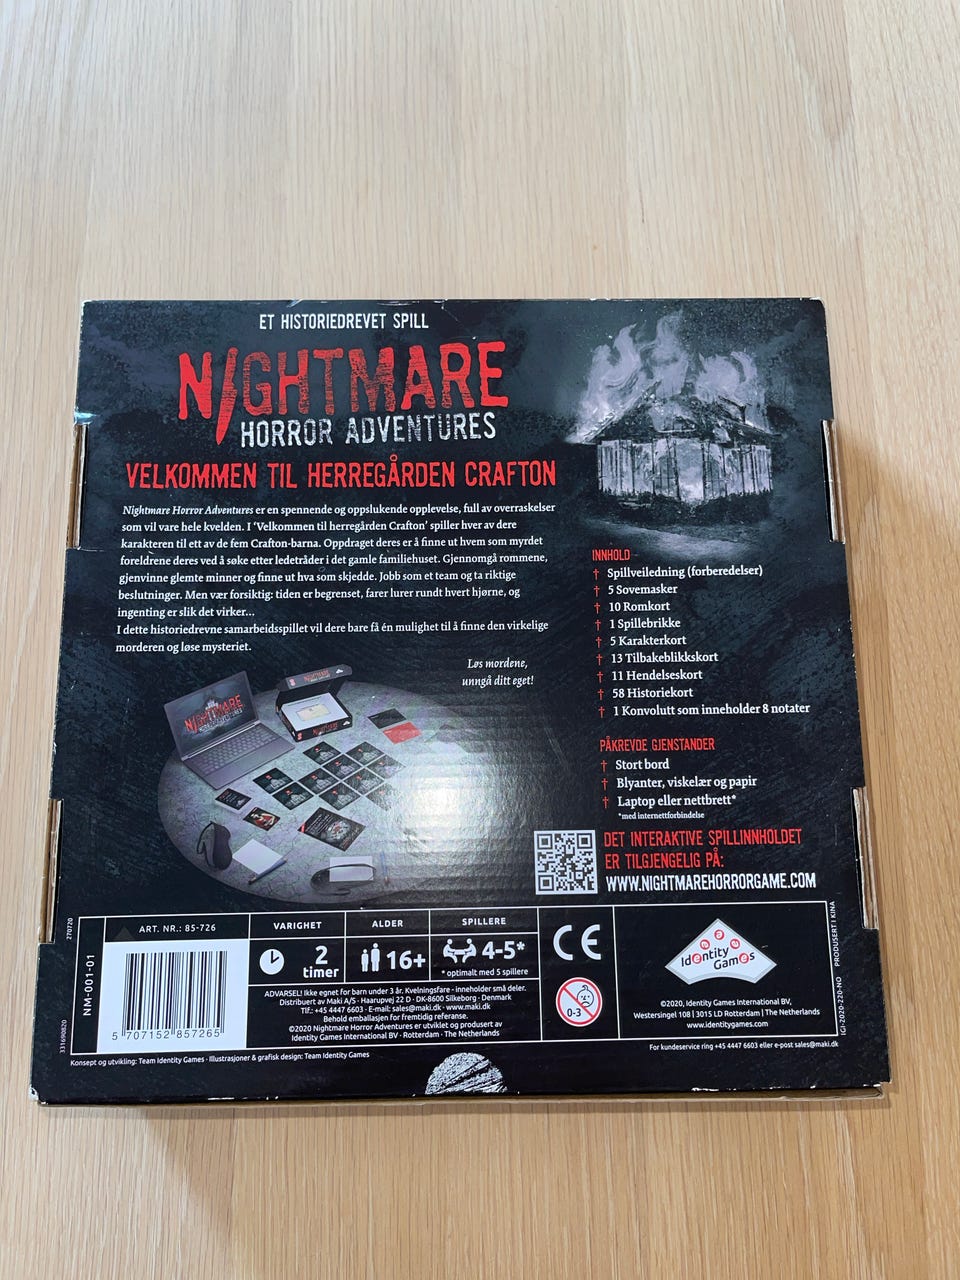 ET HISTORIEDREVET SPILL
NIGHTMARE
HORROR ADVENTURES
VELKOMMEN TIL HERREGÅRDEN CRAFTON
Nightmare Horror Adventures er en spennende og oppslukende opplevelse, full av overraskelser
som vil vare hele kvelden. I 'Velkommen til herregården Crafton' spiller hver av dere
karakteren til ett av de fem Crafton-barna. Oppdraget deres er å finne ut hvem som myrdet
foreldrene deres ved å søke etter ledetråder i det gamle familiehuset. Gjennomgå rommene,
gjenvinne glemte minner og finne ut hva som skjedde. Jobb som et team og ta riktige
beslutninger. Men vær forsiktig: tiden er begrenset, farer lurer rundt hvert hjørne, og
ingenting er slik det virker...
I dette historiedrevne samarbeidsspillet vil dere bare få én mulighet til å finne den virkelige
morderen og løse mysteriet.
Løs mordene,
unngå ditt eget!
INNHOLD
† Spillveiledning (forberedelser)
† 5 Sovemasker
† 10 Romkort
† 1 Spillebrikke
† 5 Karakterkort
† 13 Tilbakeblikkskort
† 11 Hendelseskort
† 58 Historiekort
† 1 Konvolutt som inneholder 8 notater
PÅKREVDE GJENSTANDER
† Stort bord
† Blyanter, viskelær og papir
† Laptop eller nettbrett*
*med internettforbindelse
DET INTERAKTIVE SPILLINNHOLDET
ER TILGJENGELIG PÅ:
WWW.NIGHTMAREHORRORGAME.COM
NIGHTMARE
HORROR ADVENTURES
NIGHTMARE
NIGHTMARE
270720
NM-001-01
331690820
ART. NR.: 85-726
5 707152 857265
VARIGHET
2
timer
ALDER
16+
SPILLERE
4-5*
* optimalt med 5 spillere
ADVARSEL! Ikke egnet for barn under 3 år. Kvelningsfare - inneholder små deler.
Distribuert av Maki A/S · Haarupvej 22 D · DK-8600 Silkeborg · Denmark
Tlf.: +45 4447 6603 · E-mail: sales@maki.dk · www.maki.dk
Behold emballasjen for fremtidig referanse.
©2020 Nightmare Horror Adventures er utviklet og produsert av
Identity Games International BV · Rotterdam · The Netherlands
CE
0-3
Identity
Games
©2020, Identity Games International BV,
Westersingel 108 | 3015 LD Rotterdam | The Netherlands
www.identitygames.com
IGI-2020-220-NO
PRODUSERT I KINA
Konsept og utvikling: Team Identity Games · Illustrasjoner & grafisk design: Team Identity Games
For kundeservice ring +45 4447 6603 eller e-post sales@maki.dk